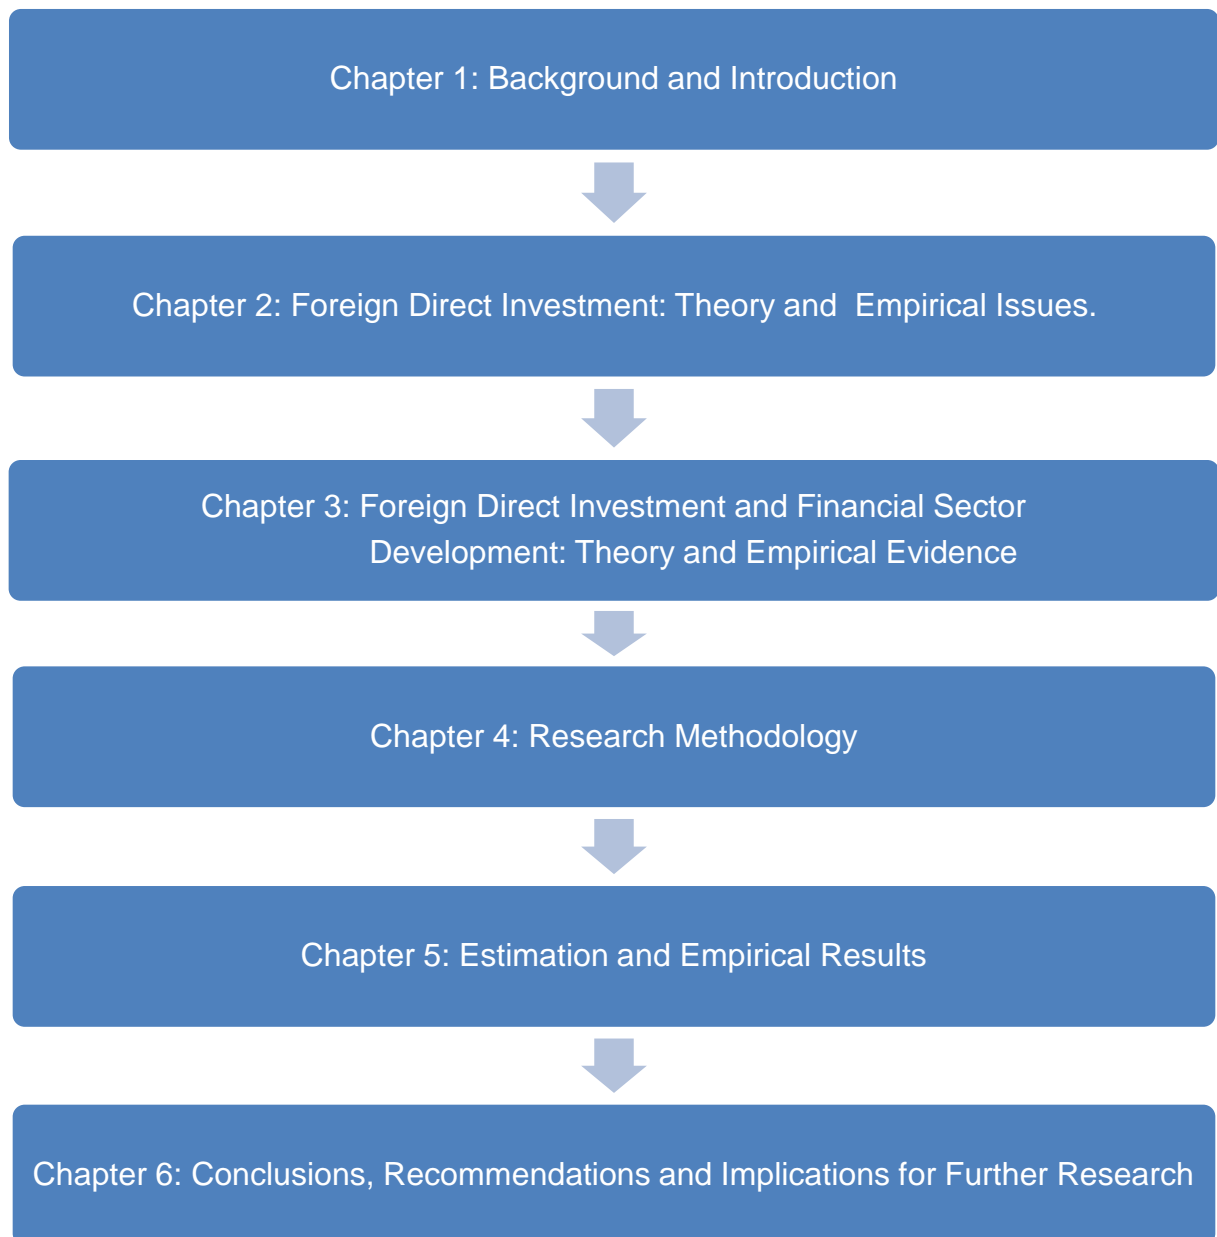 Chapter 1: Background and Introduction
Chapter 2: Foreign Direct Investment: Theory and  Empirical Issues.
Chapter 3: Foreign Direct Investment and Financial Sector
Development: Theory and Empirical Evidence
Chapter 4: Research Methodology
Chapter 5: Estimation and Empirical Results
Chapter 6: Conclusions, Recommendations and Implications for Further Research